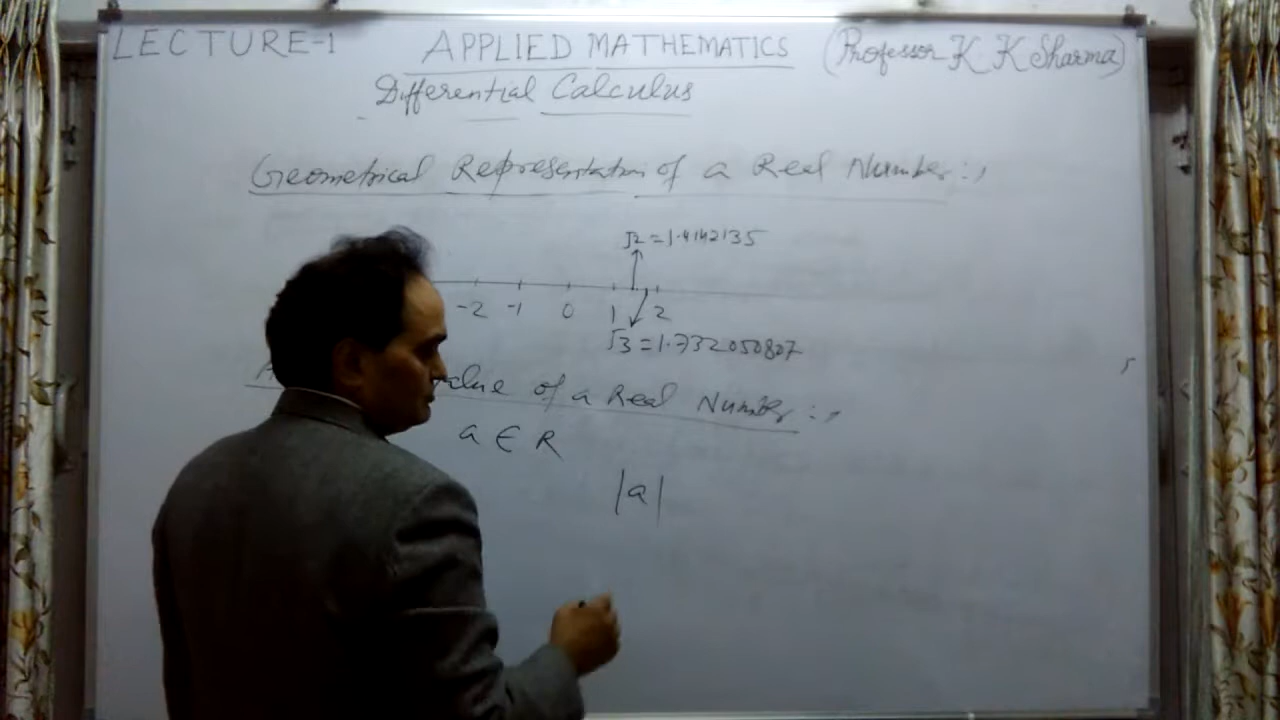 LECTURE-1 APPLIED MATHEMATICS (Professor K K Sharma)
Differential Calculus
Geometrical Representation of a Real Number :-
√2 = 1.4142135
-2 -1 0 1 2
√3 = 1.732050807
of a Real Number :-
a ∈ R
|a|